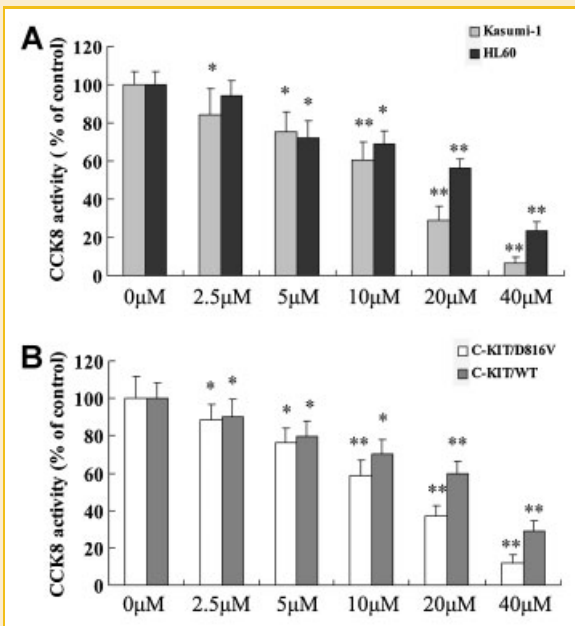 A
Kasumi-1
HL60
CCK8 activity ( % of control)
120
100
80
60
40
20
0
*
* *
** *
** **
** **
0μM 2.5μM 5μM 10μM 20μM 40μM
B
C-KIT/D816V
C-KIT/WT
CCK8 activity (% of control)
120
100
80
60
40
20
0
* *
* *
** *
** **
** **
0μM 2.5μM 5μM 10μM 20μM 40μM